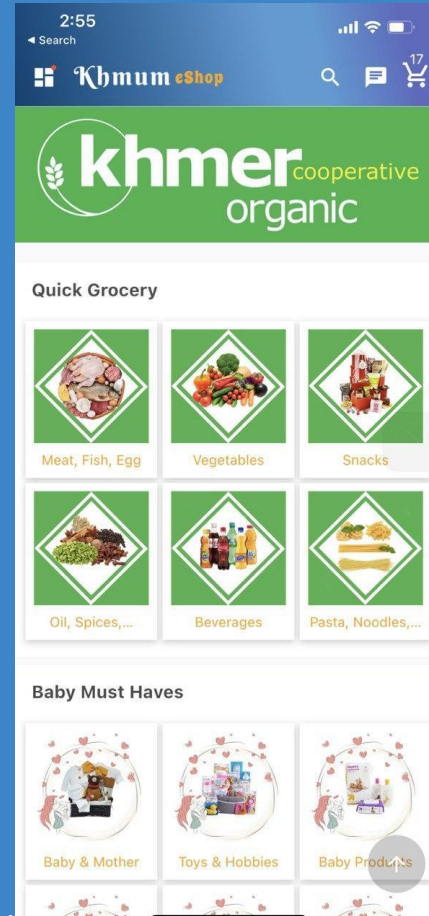 2:55
◄ Search
Khmum eShop
17
khmer
cooperative
organic
Quick Grocery
Meat, Fish, Egg
Vegetables
Snacks
Oil, Spices,...
Beverages
Pasta, Noodles,...
Baby Must Haves
Baby & Mother
Toys & Hobbies
Baby Products